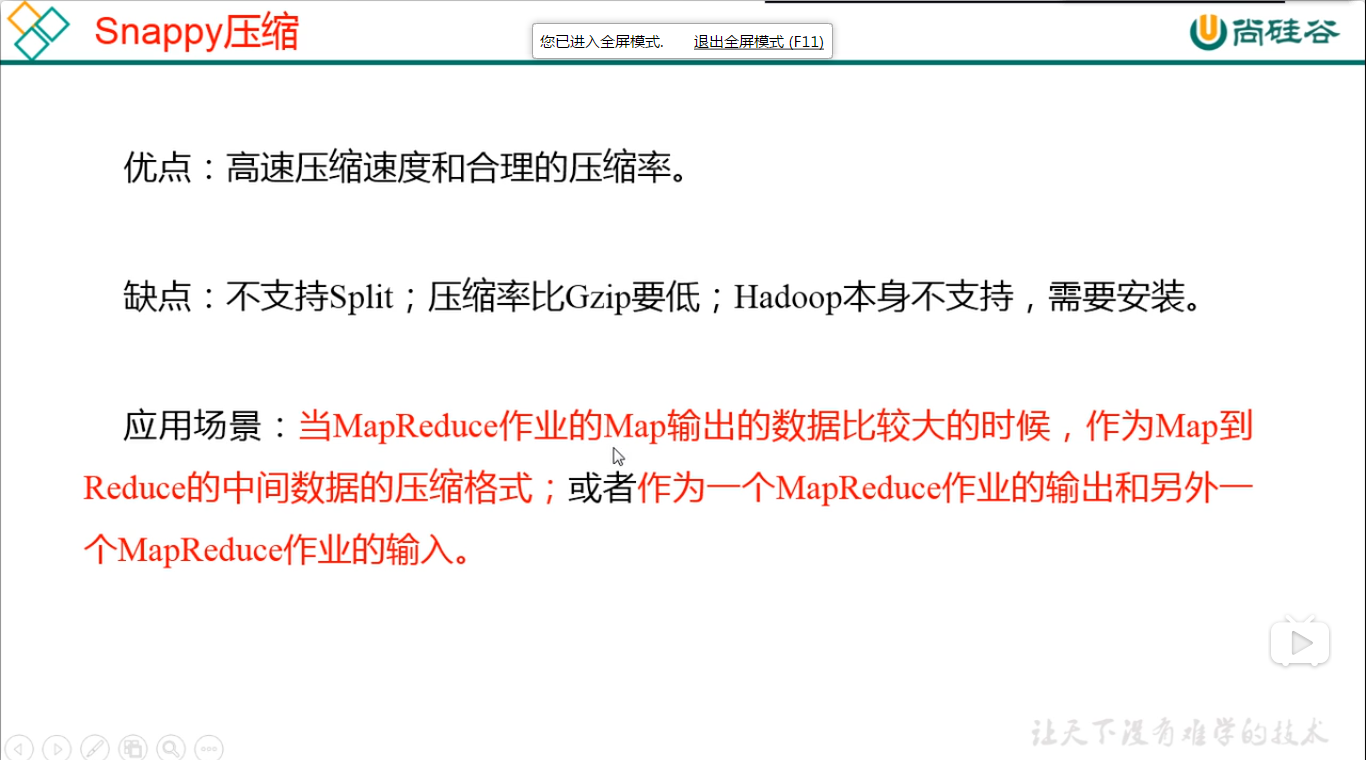 Snappy压缩
您已进入全屏模式. 退出全屏模式 (F11)
尚硅谷
优点：高速压缩速度和合理的压缩率。
缺点：不支持Split；压缩率比Gzip要低；Hadoop本身不支持，需要安装。
应用场景：当MapReduce作业的Map输出的数据比较大的时候，作为Map到
Reduce的中间数据的压缩格式；或者作为一个MapReduce作业的输出和另外一
个MapReduce作业的输入。
让天下没有难学的技术